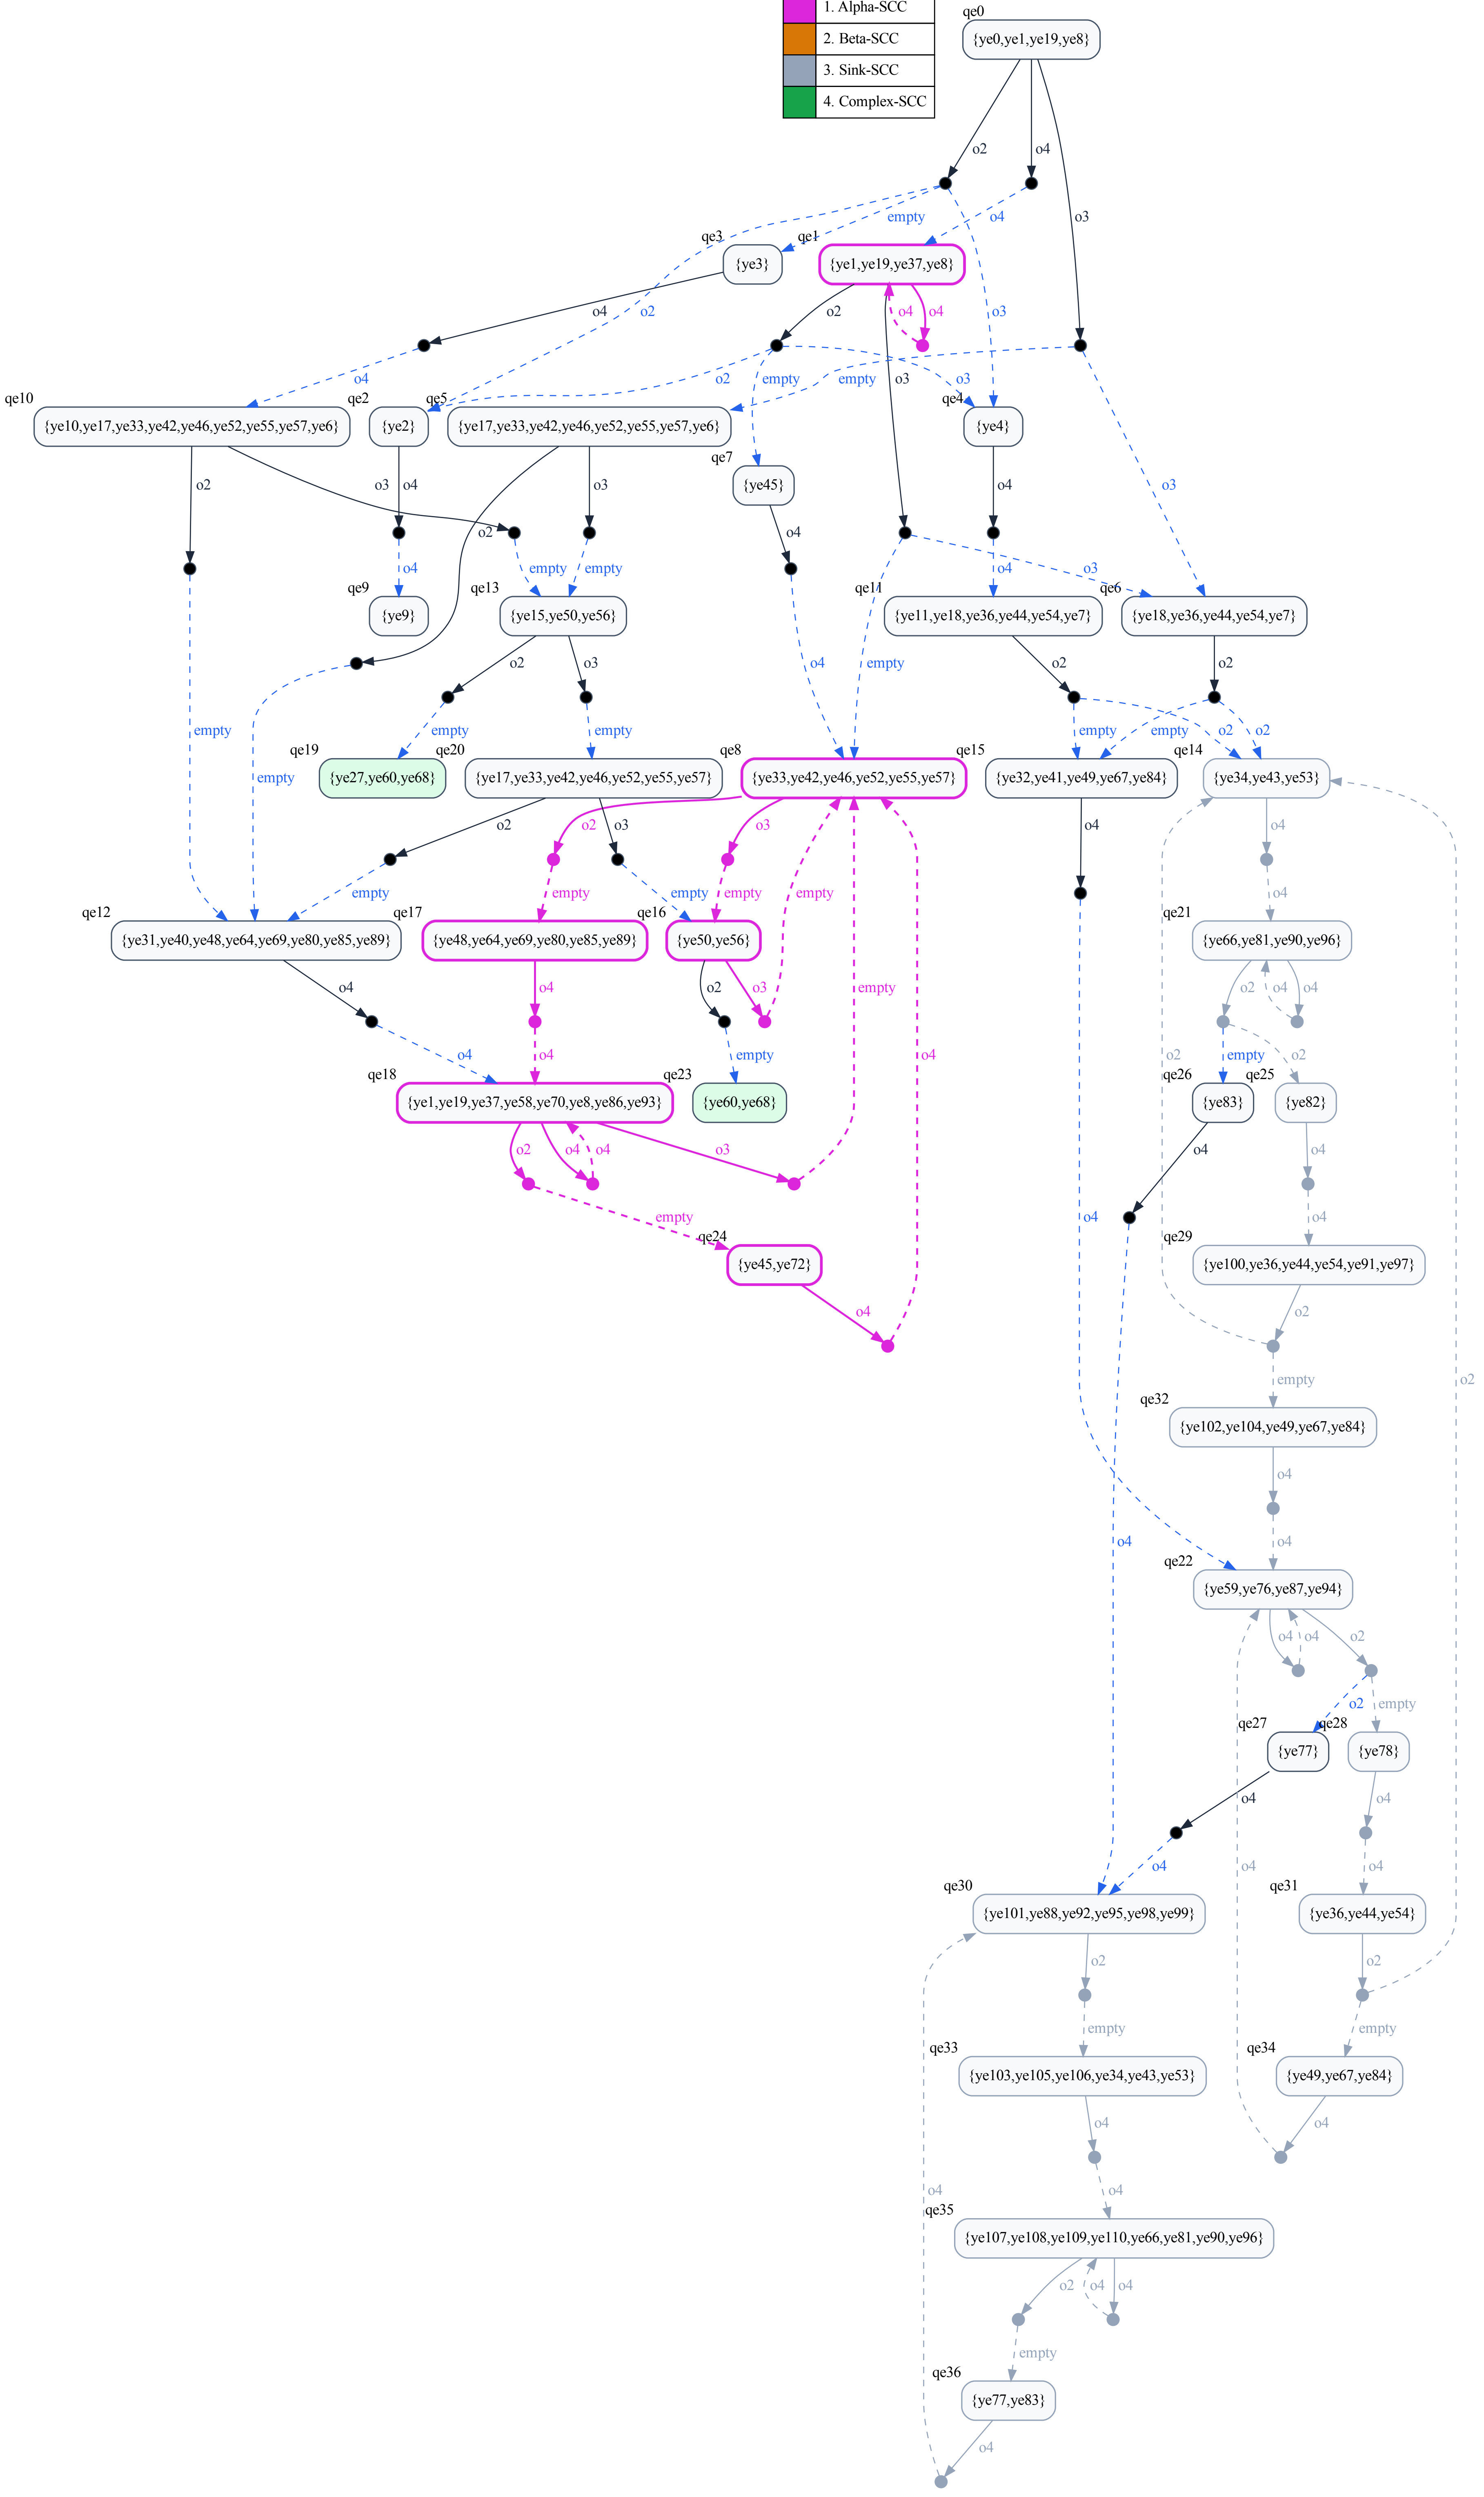 1. Alpha-SCC
2. Beta-SCC
3. Sink-SCC
4. Complex-SCC
qe0
{ye0,ye1,ye19,ye8}
o2
o4
o3
empty
o4
qe3
{ye3}
qe1
{ye1,ye19,ye37,ye8}
o4
o2
o3
o2
o4
o4
o4
o2
empty
o3
o3
empty
qe10
{ye10,ye17,ye33,ye42,ye46,ye52,ye55,ye57,ye6}
qe2
{ye2}
qe5
{ye17,ye33,ye42,ye46,ye52,ye55,ye57,ye6}
qe4
{ye4}
qe7
{ye45}
o2
o3
o4
o2
o3
o4
o4
o3
empty
empty
o4
o4
o3
qe9
{ye9}
qe13
{ye15,ye50,ye56}
qe11
{ye11,ye18,ye36,ye44,ye54,ye7}
qe6
{ye18,ye36,ye44,ye54,ye7}
o2
o3
o4
empty
o2
o2
empty
empty
empty
empty
empty
empty
o2
o2
qe19
{ye27,ye60,ye68}
qe20
{ye17,ye33,ye42,ye46,ye52,ye55,ye57}
qe8
{ye33,ye42,ye46,ye52,ye55,ye57}
qe15
{ye32,ye41,ye49,ye67,ye84}
qe14
{ye34,ye43,ye53}
o2
o3
o2
o3
o4
o4
empty
empty
empty
empty
empty
o4
qe12
{ye31,ye40,ye48,ye64,ye69,ye80,ye85,ye89}
qe17
{ye48,ye64,ye69,ye80,ye85,ye89}
qe16
{ye50,ye56}
qe21
{ye66,ye81,ye90,ye96}
o4
o4
o2
o3
empty
o2
o4
o4
o4
o4
empty
o4
o2
empty
o2
qe18
{ye1,ye19,ye37,ye58,ye70,ye8,ye86,ye93}
qe23
{ye60,ye68}
qe26
{ye83}
qe25
{ye82}
o2
o4
o4
o3
o4
o4
empty
o4
o4
qe24
{ye45,ye72}
qe29
{ye100,ye36,ye44,ye54,ye91,ye97}
o4
o2
empty
o2
qe32
{ye102,ye104,ye49,ye67,ye84}
o4
o4
o4
qe22
{ye59,ye76,ye87,ye94}
o4
o4
o2
o2
empty
qe27
{ye77}
qe28
{ye78}
o4
o4
o4
o4
o4
qe30
{ye101,ye88,ye92,ye95,ye98,ye99}
qe31
{ye36,ye44,ye54}
o2
o2
empty
empty
qe33
{ye103,ye105,ye106,ye34,ye43,ye53}
qe34
{ye49,ye67,ye84}
o4
o4
o4
o4
qe35
{ye107,ye108,ye109,ye110,ye66,ye81,ye90,ye96}
o2
o4
o4
empty
qe36
{ye77,ye83}
o4